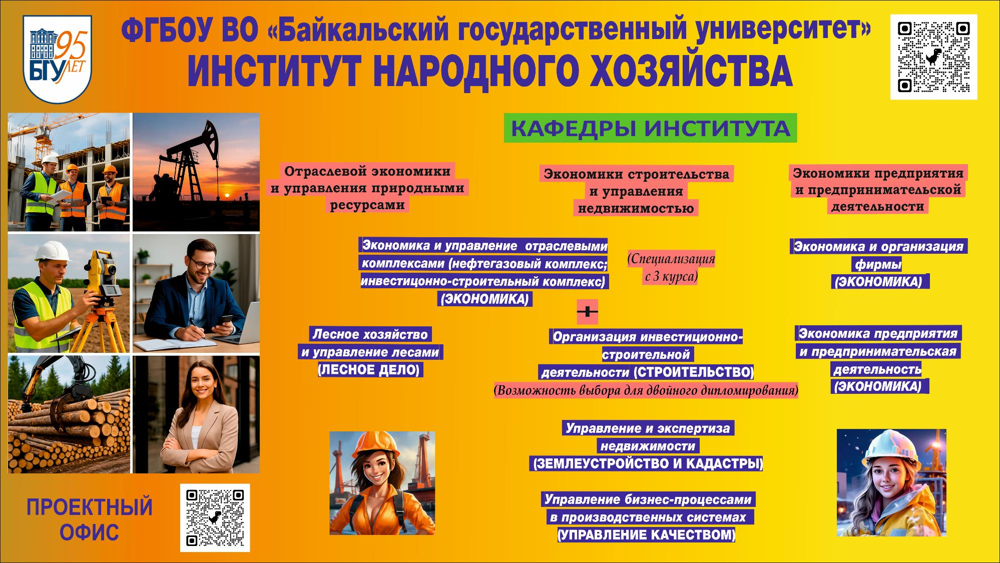 95
БГУ ЛЕТ
ФГБОУ ВО «Байкальский государственный университет»
ИНСТИТУТ НАРОДНОГО ХОЗЯЙСТВА
КАФЕДРЫ ИНСТИТУТА
Отраслевой экономики
и управления природными
ресурсами
Экономики строительства
и управления
недвижимостью
Экономики предприятия
и предпринимательской
деятельности
Экономика и управление отраслевыми
комплексами (нефтегазовый комплекс;
инвестицонно-строительный комплекс)
(ЭКОНОМИКА)
(Специализация
с 3 курса)
Экономика и организация
фирмы
(ЭКОНОМИКА)
+
Лесное хозяйство
и управление лесами
(ЛЕСНОЕ ДЕЛО)
Организация инвестиционно-
строительной
деятельности (СТРОИТЕЛЬСТВО)
(Возможность выбора для двойного дипломирования)
Экономика предприятия
и предпринимательская
деятельность
(ЭКОНОМИКА)
Управление и экспертиза
недвижимости
(ЗЕМЛЕУСТРОЙСТВО И КАДАСТРЫ)
Управление бизнес-процессами
в производственных системах
(УПРАВЛЕНИЕ КАЧЕСТВОМ)
ПРОЕКТНЫЙ
ОФИС